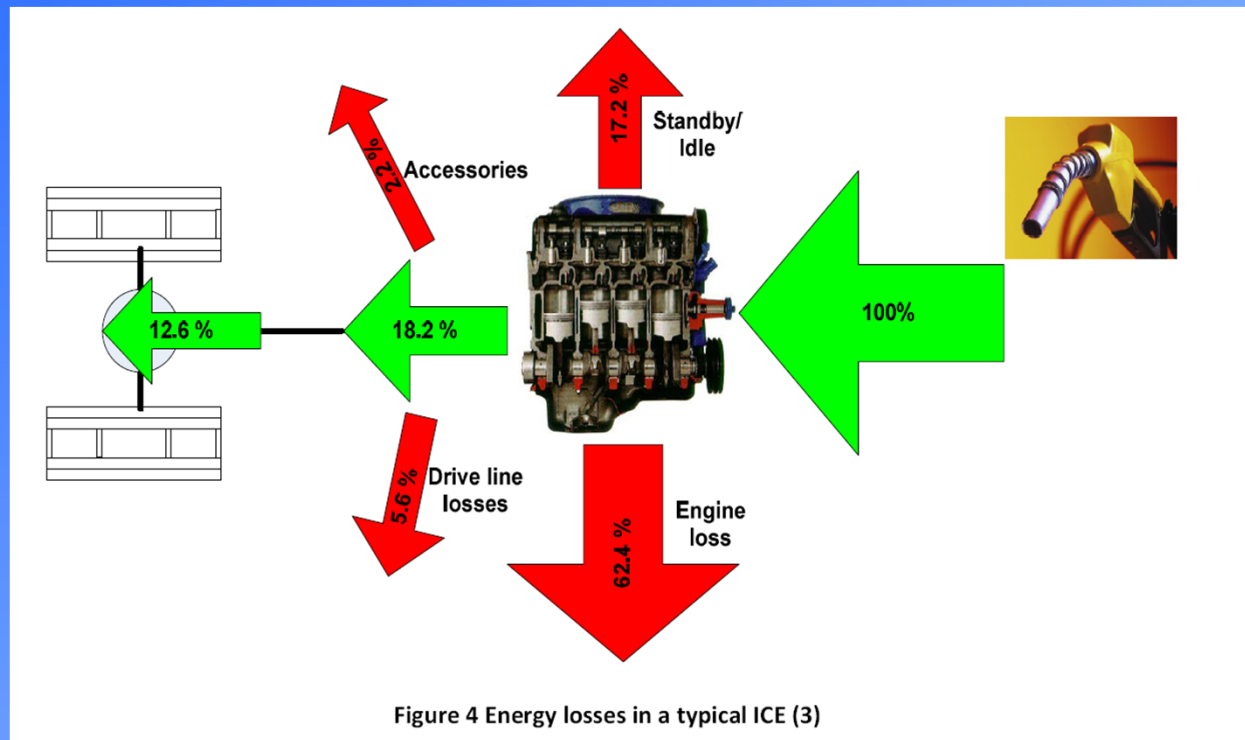 17.2 %
Standby/
Idle
2.2 %
Accessories
100%
18.2 %
12.6 %
5.6 %
Drive line
losses
62.4 %
Engine
loss
Figure 4 Energy losses in a typical ICE (3)